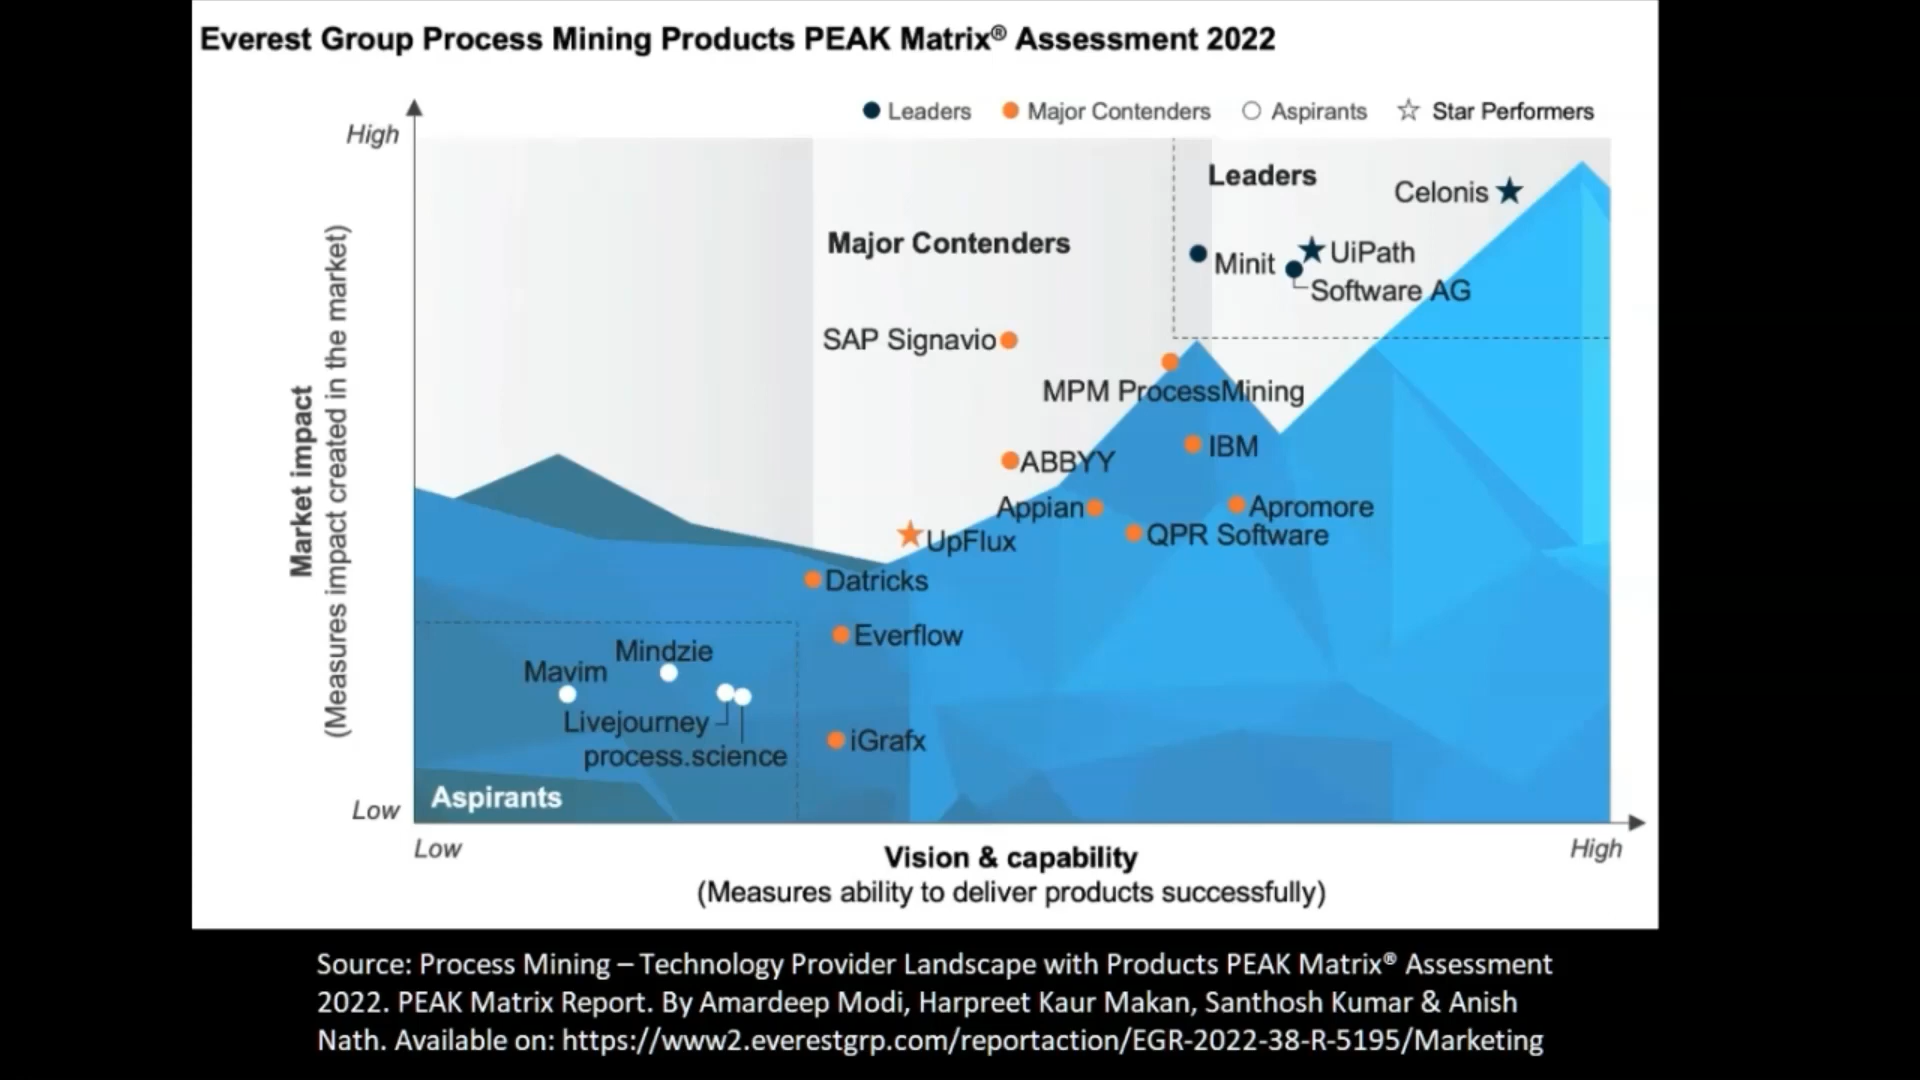 Everest Group Process Mining Products PEAK Matrix® Assessment 2022
Leaders
Major Contenders
Aspirants
Star Performers
High
Leaders
Celonis
Major Contenders
Minit
UiPath
Software AG
SAP Signavio
MPM ProcessMining
IBM
ABBYY
Appian
Apromore
QPR Software
UpFlux
Datricks
Everflow
Mindzie
Mavim
Livejourney
process.science
iGrafx
Aspirants
Market impact
(Measures impact created in the market)
Low
Low
High
Vision & capability
(Measures ability to deliver products successfully)
Source: Process Mining – Technology Provider Landscape with Products PEAK Matrix® Assessment
2022. PEAK Matrix Report. By Amardeep Modi, Harpreet Kaur Makan, Santhosh Kumar & Anish
Nath. Available on: https://www2.everestgrp.com/reportaction/EGR-2022-38-R-5195/Marketing